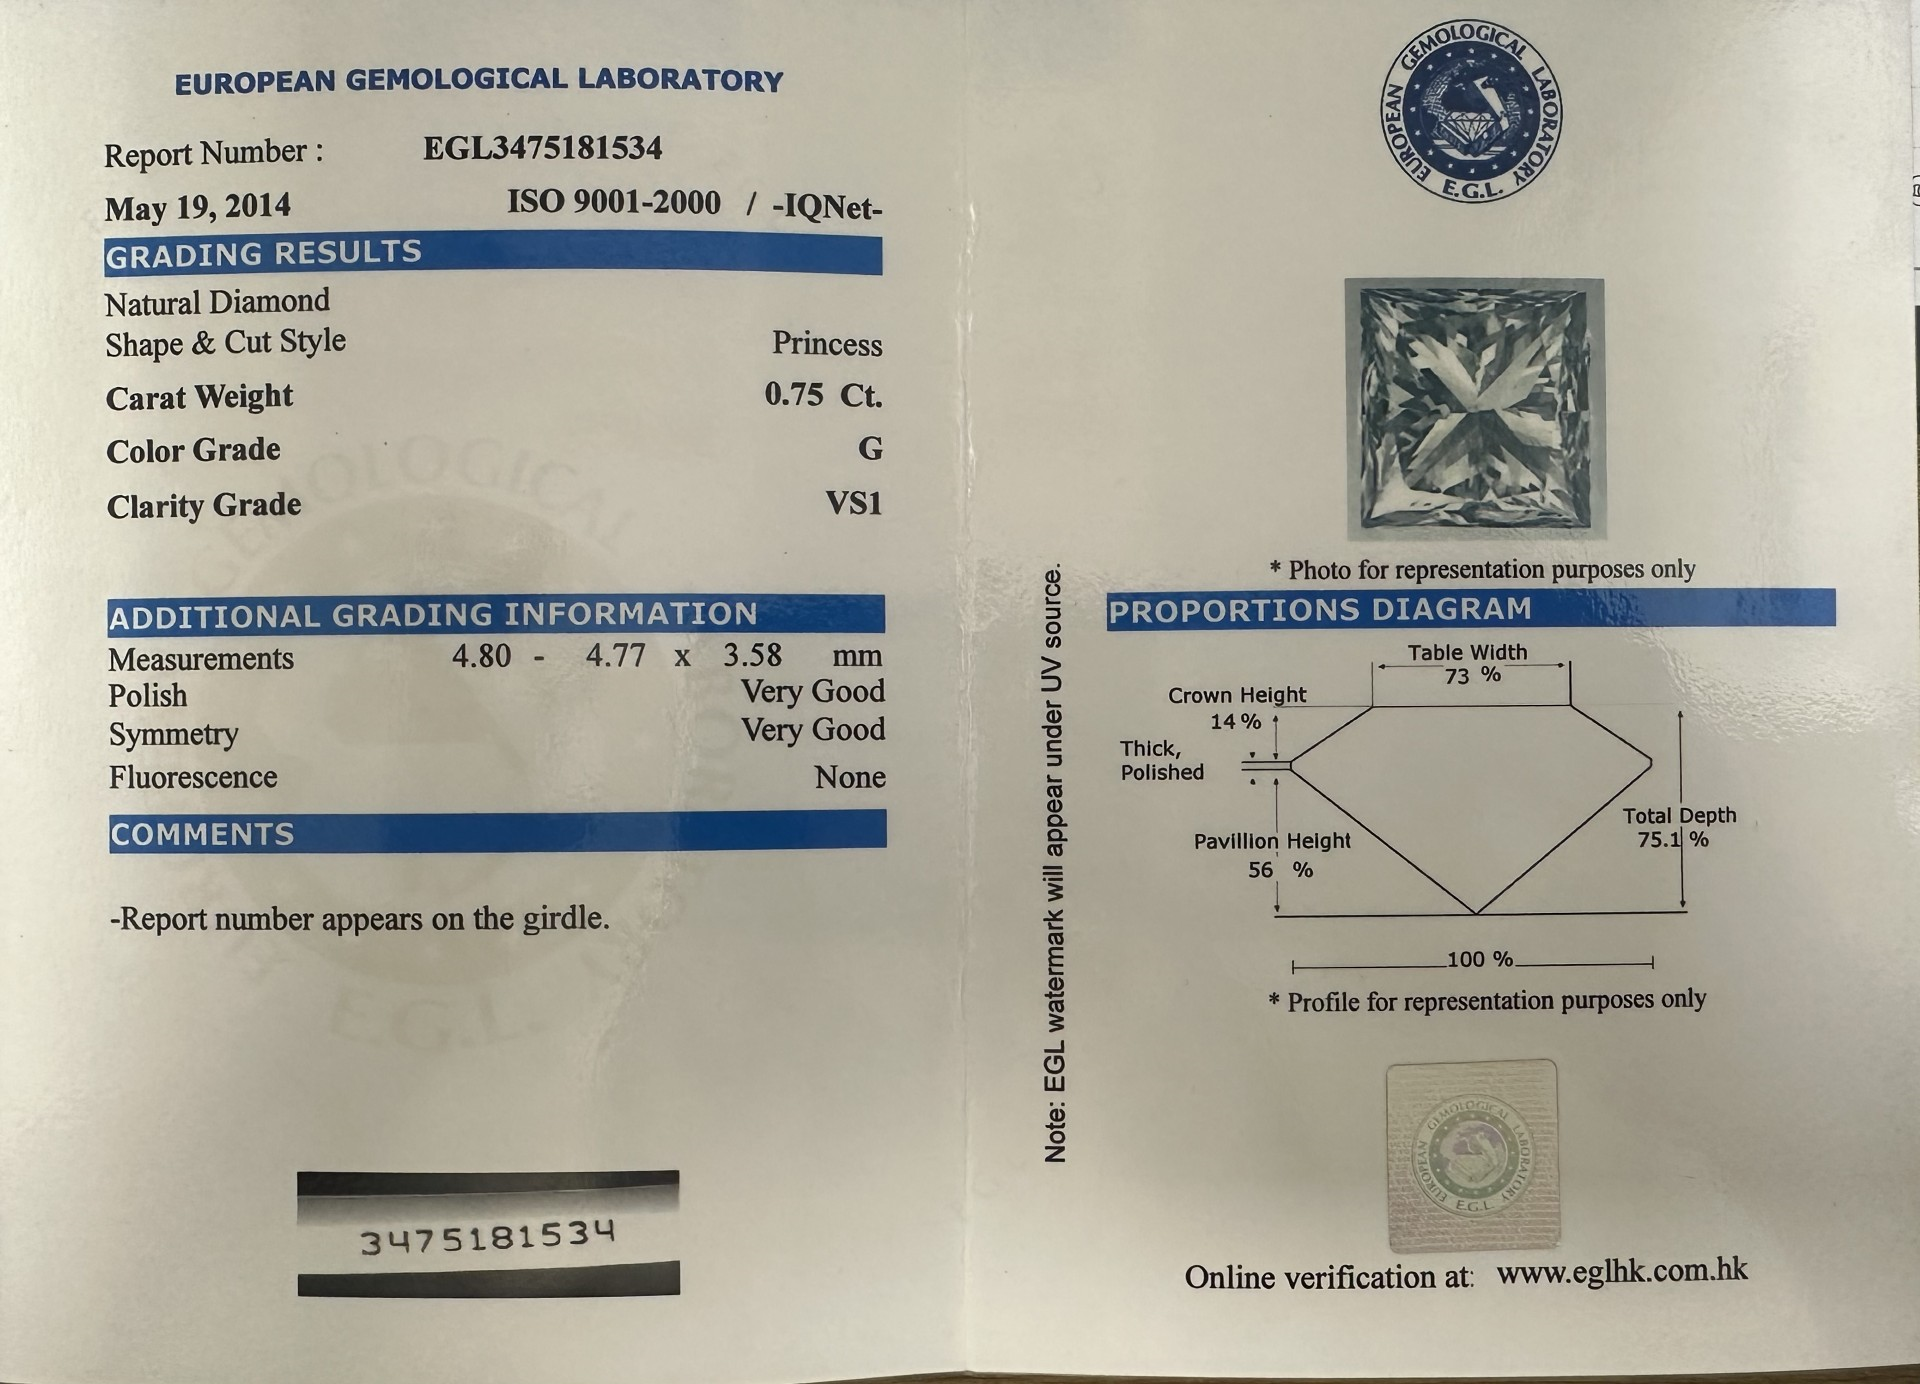 EUROPEAN GEMOLOGICAL LABORATORY
Report Number : EGL3475181534
May 19, 2014 ISO 9001-2000 / -IQNet-
GRADING RESULTS
Natural Diamond
Shape & Cut Style Princess
Carat Weight 0.75 Ct.
Color Grade G
Clarity Grade VS1
ADDITIONAL GRADING INFORMATION
Measurements 4.80 - 4.77 x 3.58 mm
Polish Very Good
Symmetry Very Good
Fluorescence None
COMMENTS
-Report number appears on the girdle.
3475181534
GEMOLOGICAL
E.G.L.
Note: EGL watermark will appear under UV source.
EUROPEAN GEMOLOGICAL LABORATORY
E.G.L.
* Photo for representation purposes only
PROPORTIONS DIAGRAM
Table Width
73 %
Crown Height
14 %
Thick,
Polished
Pavillion Height
56 %
Total Depth
75.1 %
100 %
* Profile for representation purposes only
EUROPEAN GEMOLOGICAL LABORATORY
E.G.L.
Online verification at: www.eglhk.com.hk